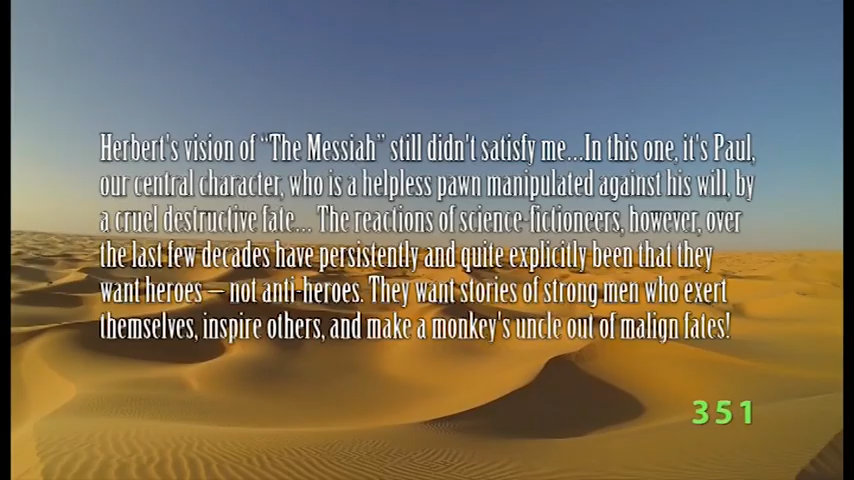 Herbert's vision of “The Messiah” still didn't satisfy me...In this one, it's Paul,
our central character, who is a helpless pawn manipulated against his will, by
a cruel destructive fate... The reactions of science-fictioneers, however, over
the last few decades have persistently and quite explicitly been that they
want heroes – not anti-heroes. They want stories of strong men who exert
themselves, inspire others, and make a monkey's uncle out of malign fates!
351